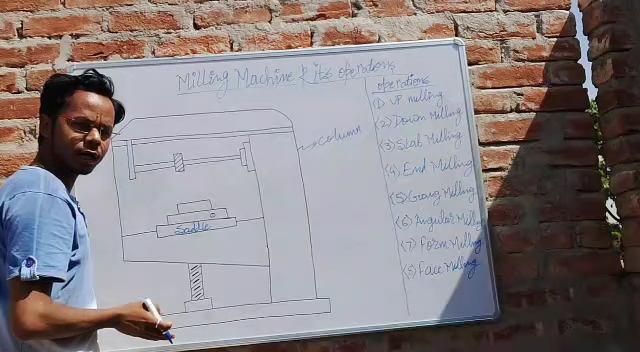 Milling Machine & its operations
operations
(1) UP milling
(2) Down Milling
(3) Slab Milling
(4) End Milling
(5) Gang Milling
(6) Angular Milling
(7) Form Milling
(8) Face Milling
column
Saddle